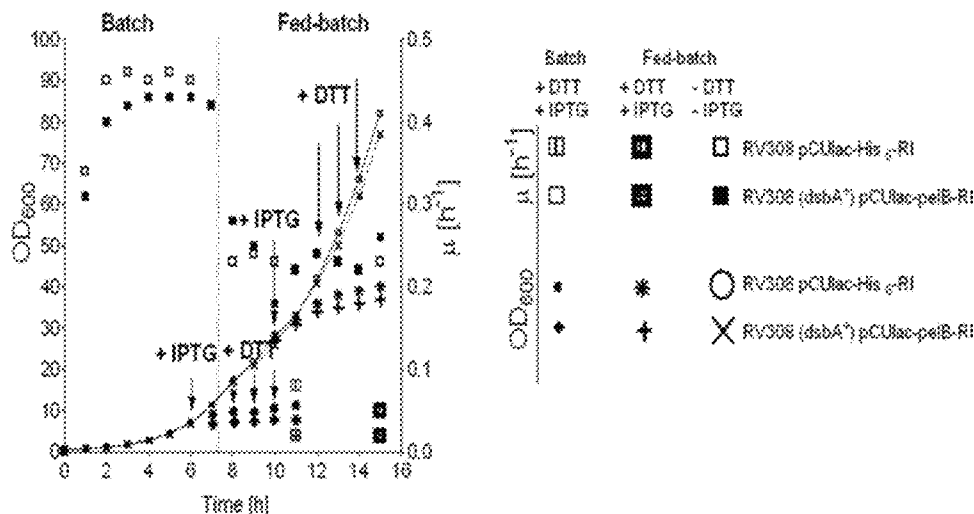 Batch Fed-batch
100 0.5
90
80 0.4
70
60 0.3
50
40 0.2
30
20 0.1
10
0 0.0
0 2 4 6 8 10 12 14 16
Time [h]
OD600
μ [h-1]
+ DTT
+ IPTG
+ IPTG + DTT
Batch Fed-batch
+ DTT + DTT - DTT
+ IPTG + IPTG - IPTG
μ [h-1]
RV308 pCUlac-His6-RI
RV308 (dsbA+) pCUlac-pelB-RI
OD600
RV308 pCUlac-His6-RI
RV308 (dsbA+) pCUlac-pelB-RI